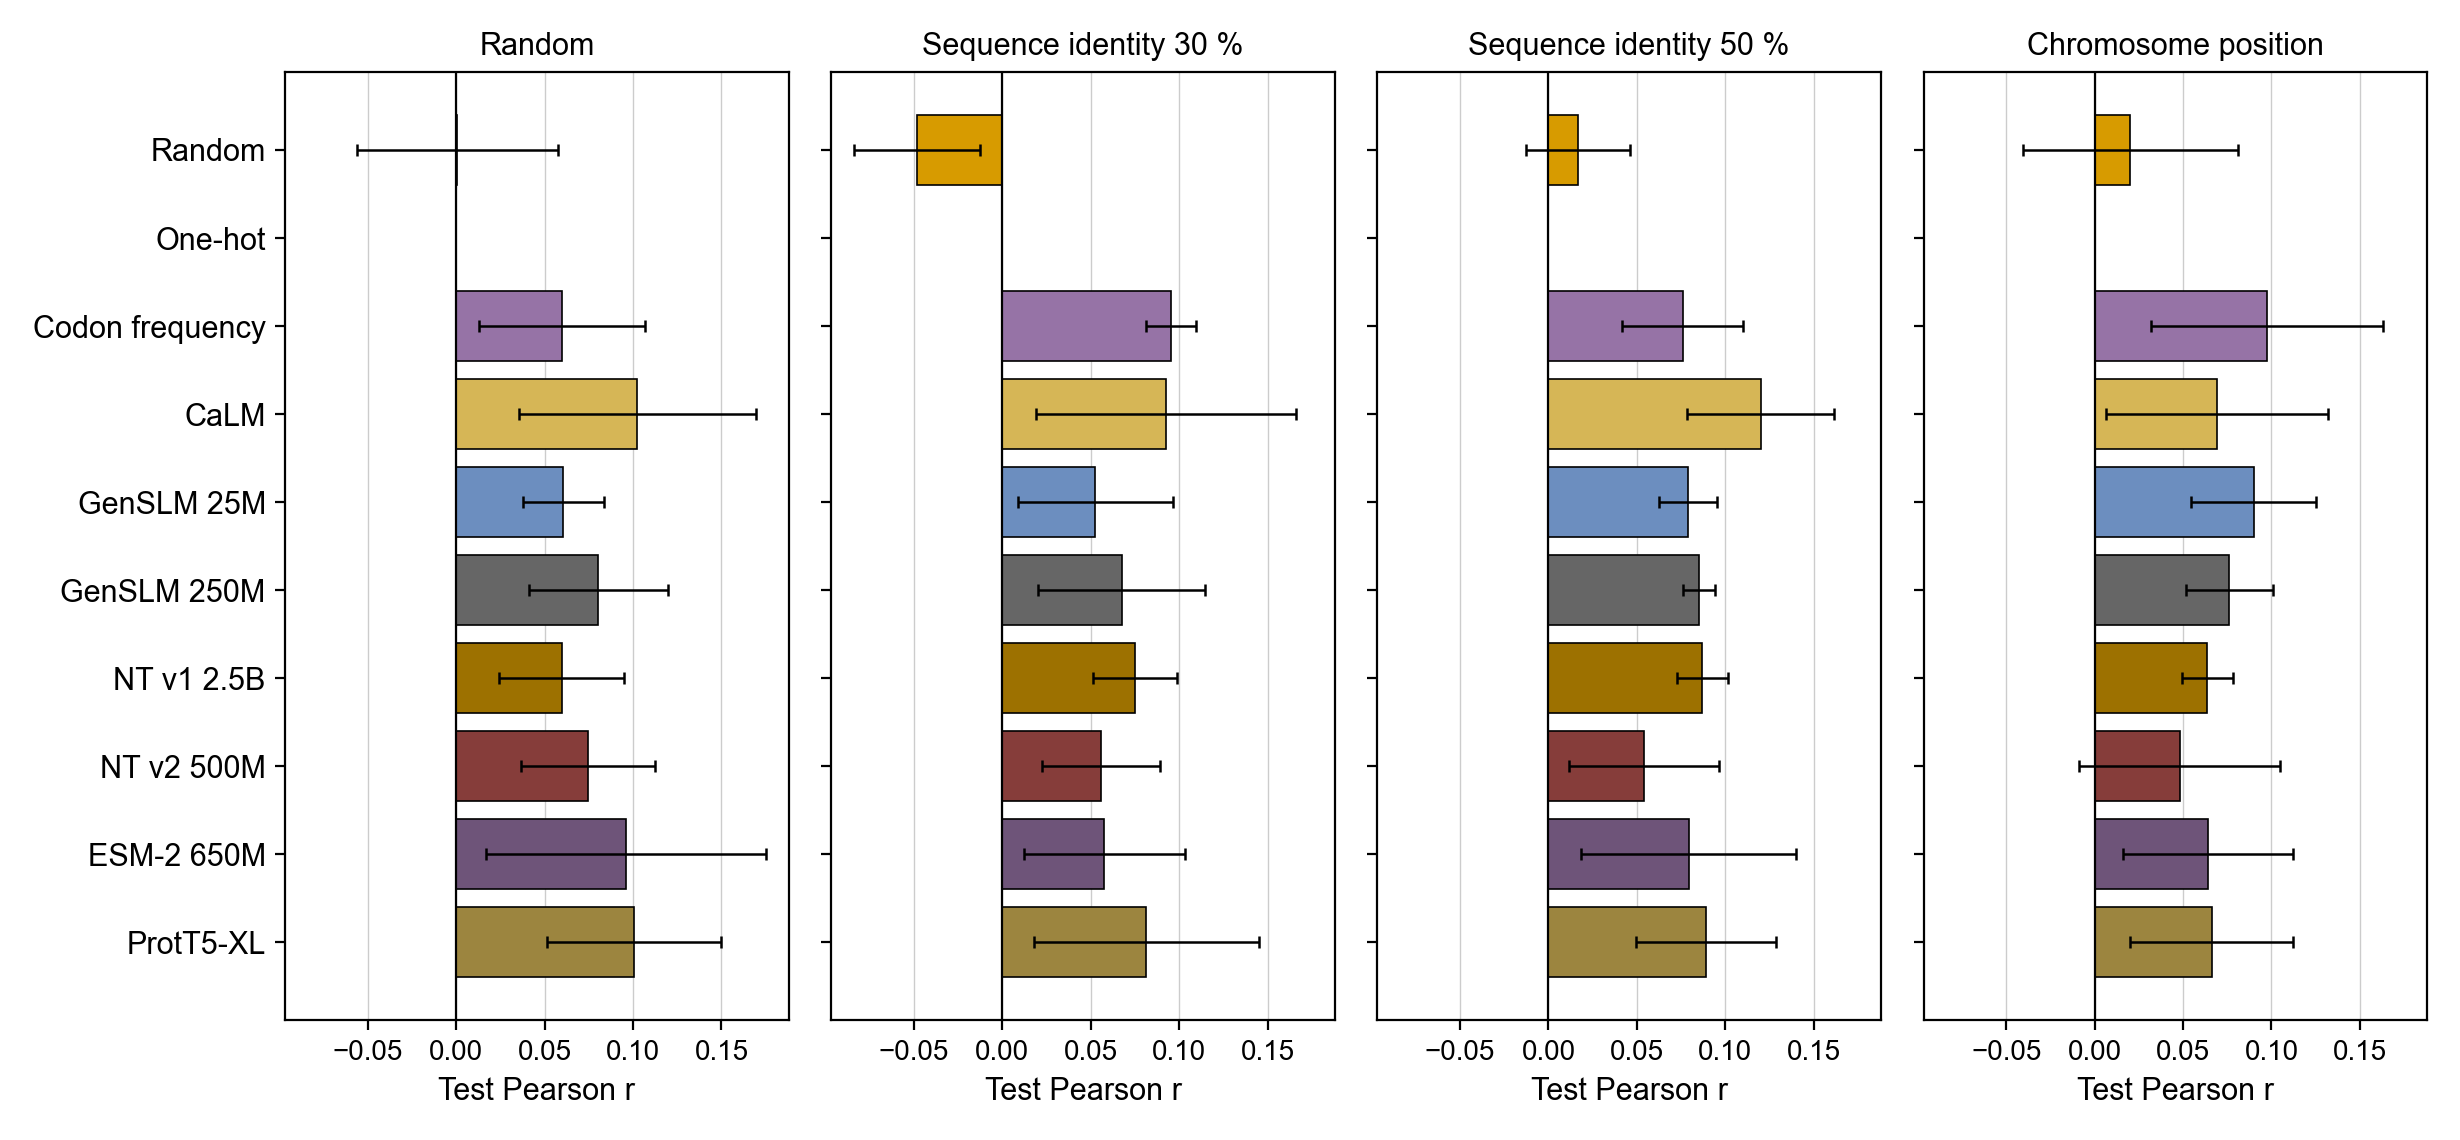 Random
Sequence identity 30 %
Sequence identity 50 %
Chromosome position
Random
One-hot
Codon frequency
CaLM
GenSLM 25M
GenSLM 250M
NT v1 2.5B
NT v2 500M
ESM-2 650M
ProtT5-XL
−0.05 0.00 0.05 0.10 0.15
−0.05 0.00 0.05 0.10 0.15
−0.05 0.00 0.05 0.10 0.15
−0.05 0.00 0.05 0.10 0.15
Test Pearson r
Test Pearson r
Test Pearson r
Test Pearson r